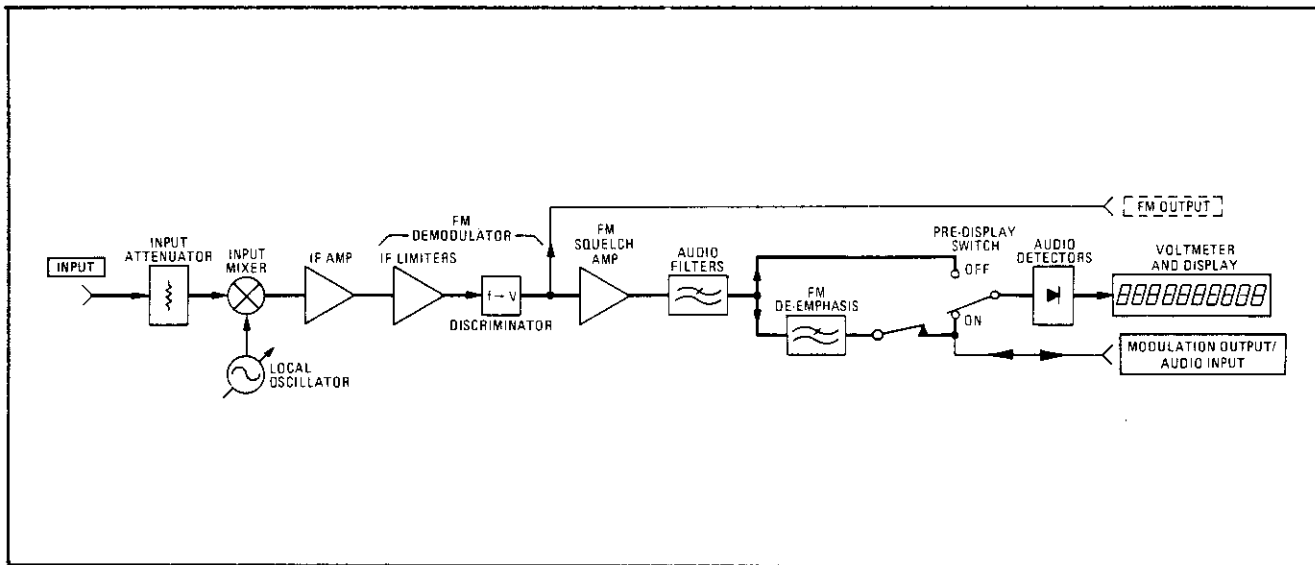 INPUT
INPUT
ATTENUATOR
INPUT
MIXER
LOCAL
OSCILLATOR
IF AMP
FM
DEMODULATOR
IF LIMITERS
f → V
DISCRIMINATOR
FM
SQUELCH
AMP
AUDIO
FILTERS
FM
DE-EMPHASIS
PRE-DISPLAY
SWITCH
OFF
ON
AUDIO
DETECTORS
FM OUTPUT
VOLTMETER
AND DISPLAY
MODULATION OUTPUT/
AUDIO INPUT